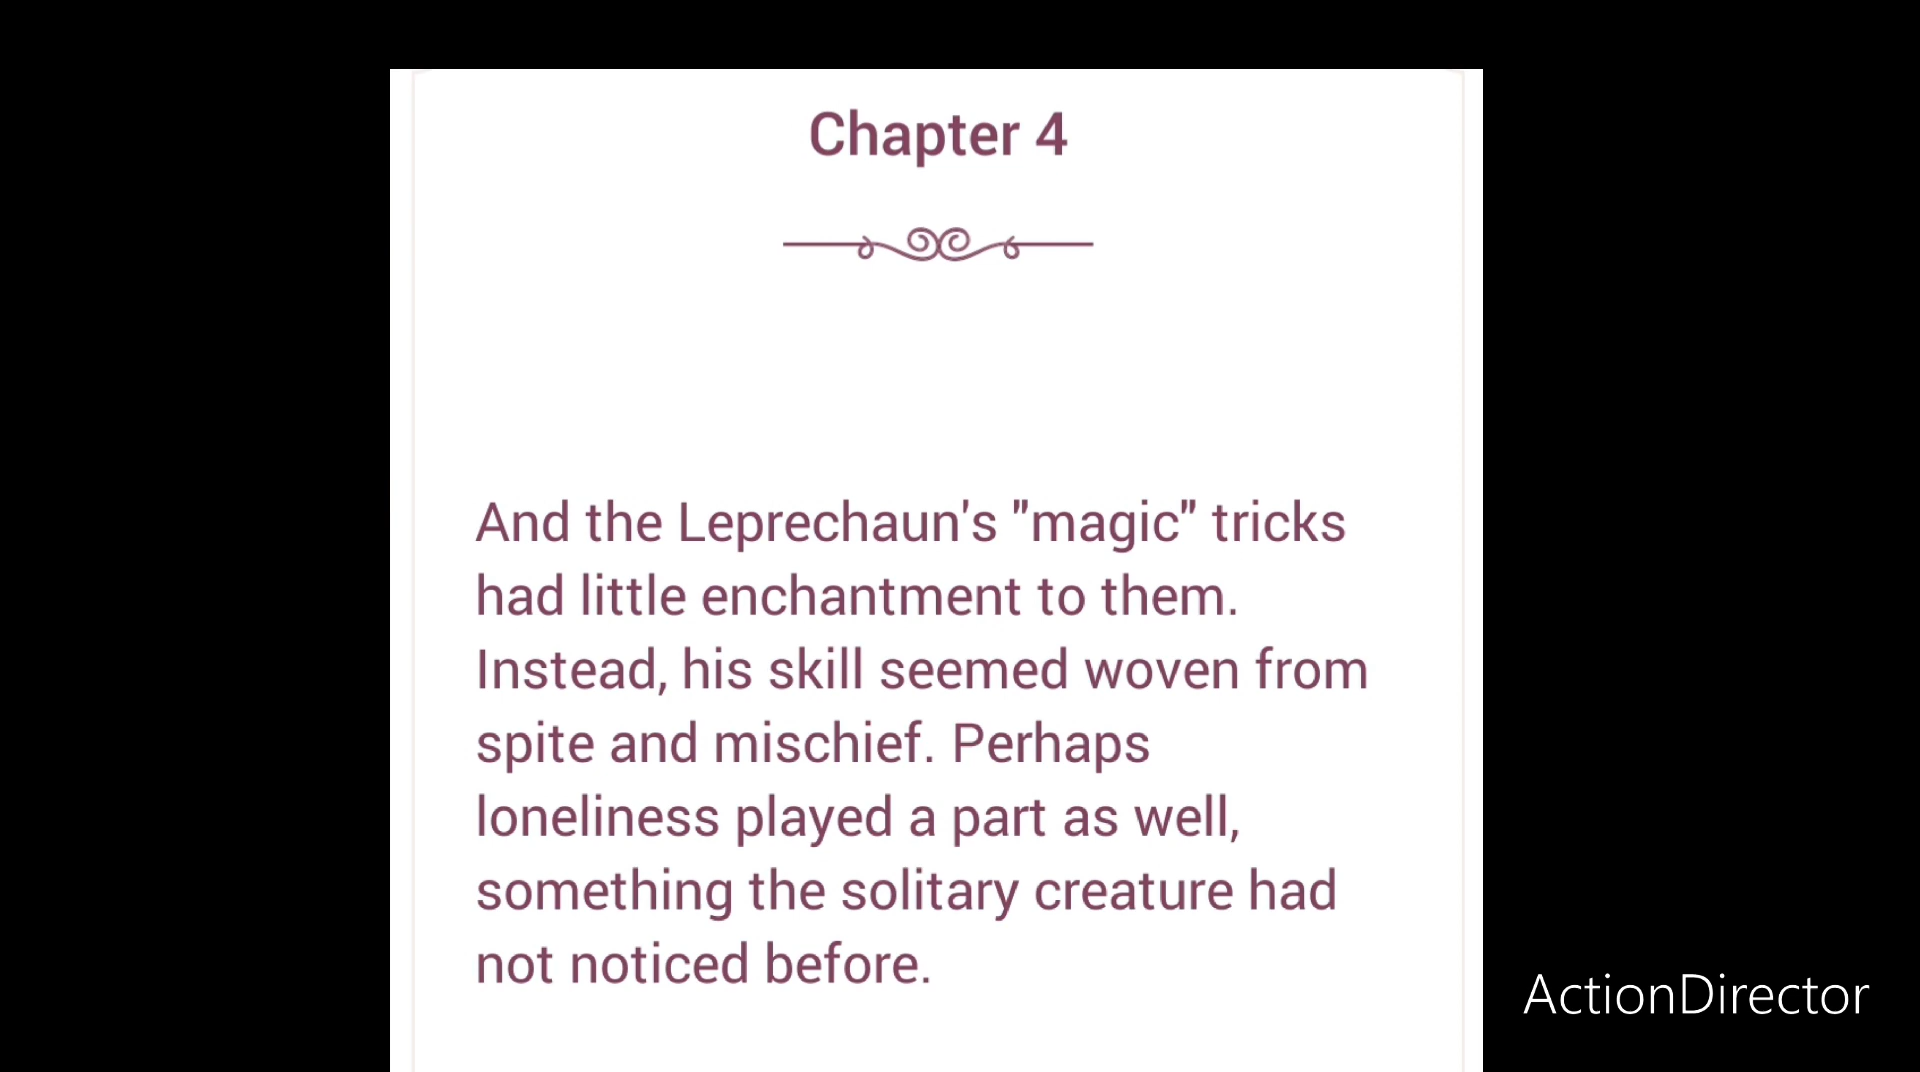 Chapter 4
And the Leprechaun's "magic" tricks
had little enchantment to them.
Instead, his skill seemed woven from
spite and mischief. Perhaps
loneliness played a part as well,
something the solitary creature had
not noticed before.
ActionDirector